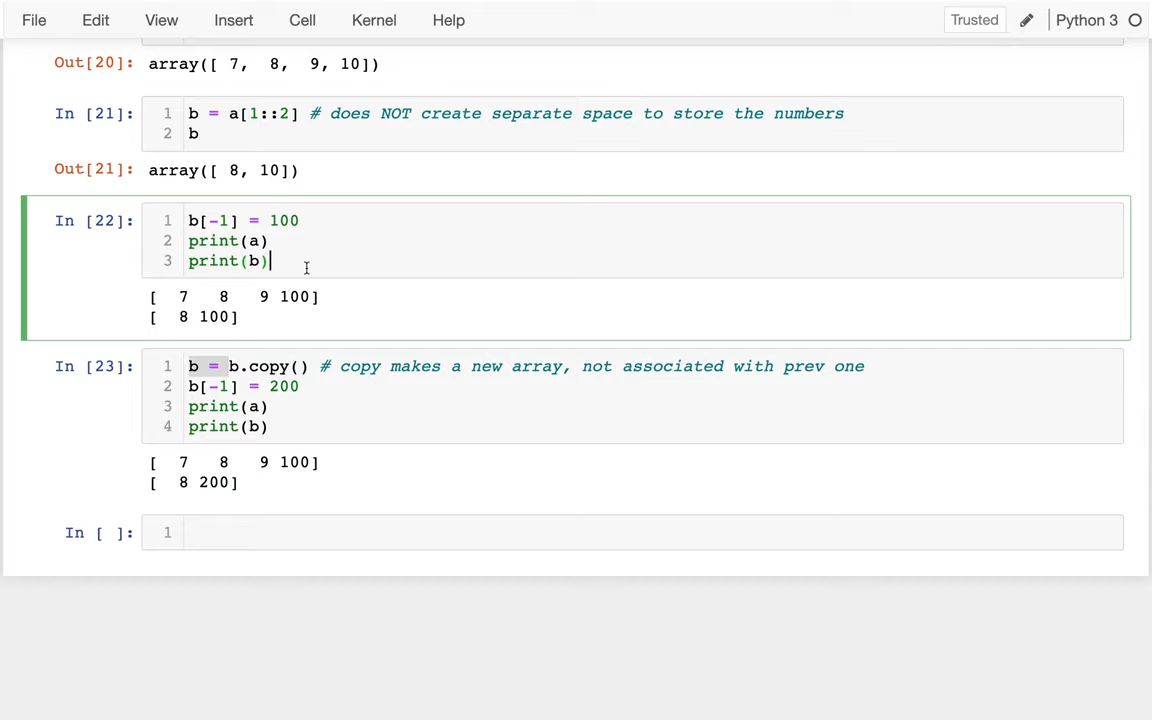 File Edit View Insert Cell Kernel Help Trusted Python 3
Out[20]: array([ 7,  8,  9, 10])
In [21]: 1 b = a[1::2] # does NOT create separate space to store the numbers
2 b
Out[21]: array([ 8, 10])
In [22]: 1 b[-1] = 100
2 print(a)
3 print(b)
[  7   8   9 100]
[  8 100]
In [23]: 1 b = b.copy() # copy makes a new array, not associated with prev one
2 b[-1] = 200
3 print(a)
4 print(b)
[  7   8   9 100]
[  8 200]
In [ ]: 1